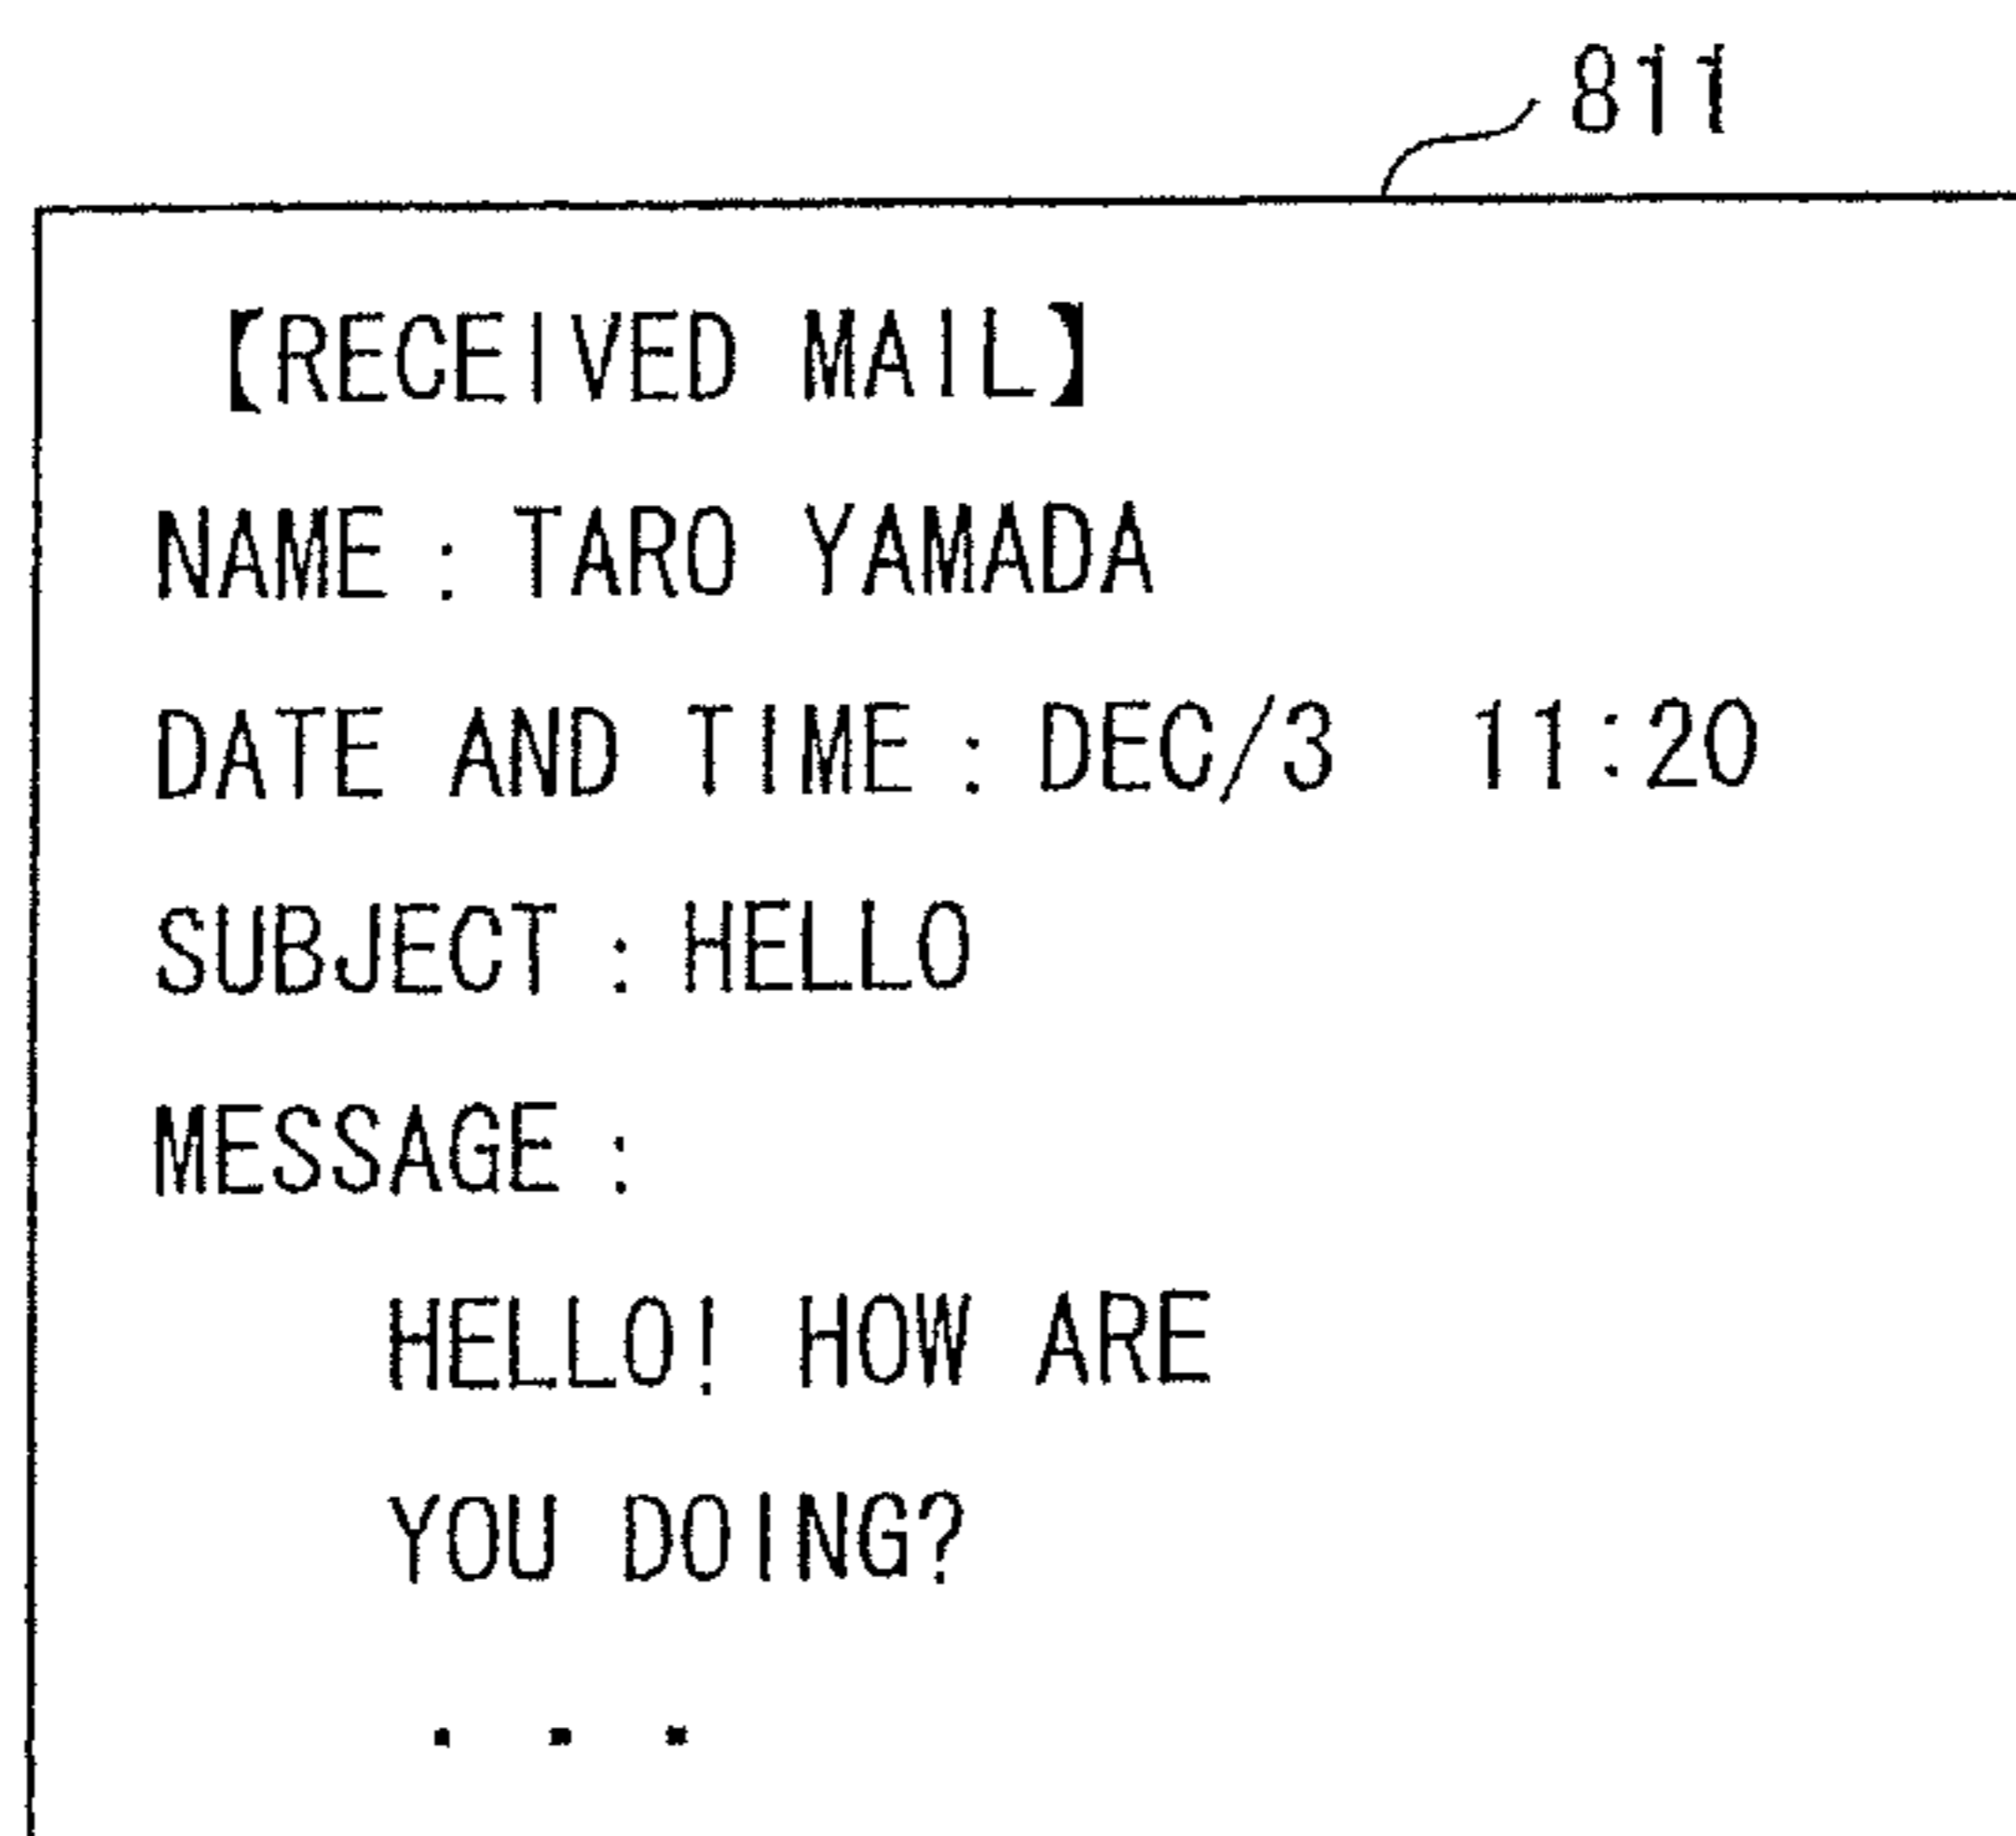 811
【RECEIVED MAIL】
NAME : TARO YAMADA
DATE AND TIME : DEC/3 11:20
SUBJECT : HELLO
MESSAGE :
HELLO! HOW ARE
YOU DOING?
. . .